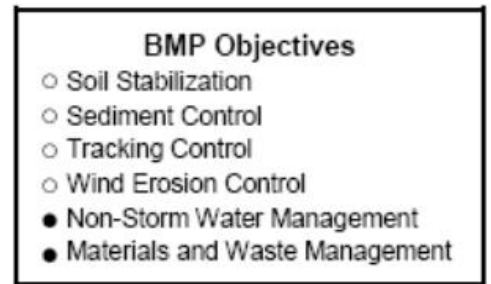 BMP Objectives
○ Soil Stabilization
○ Sediment Control
○ Tracking Control
○ Wind Erosion Control
● Non-Storm Water Management
● Materials and Waste Management